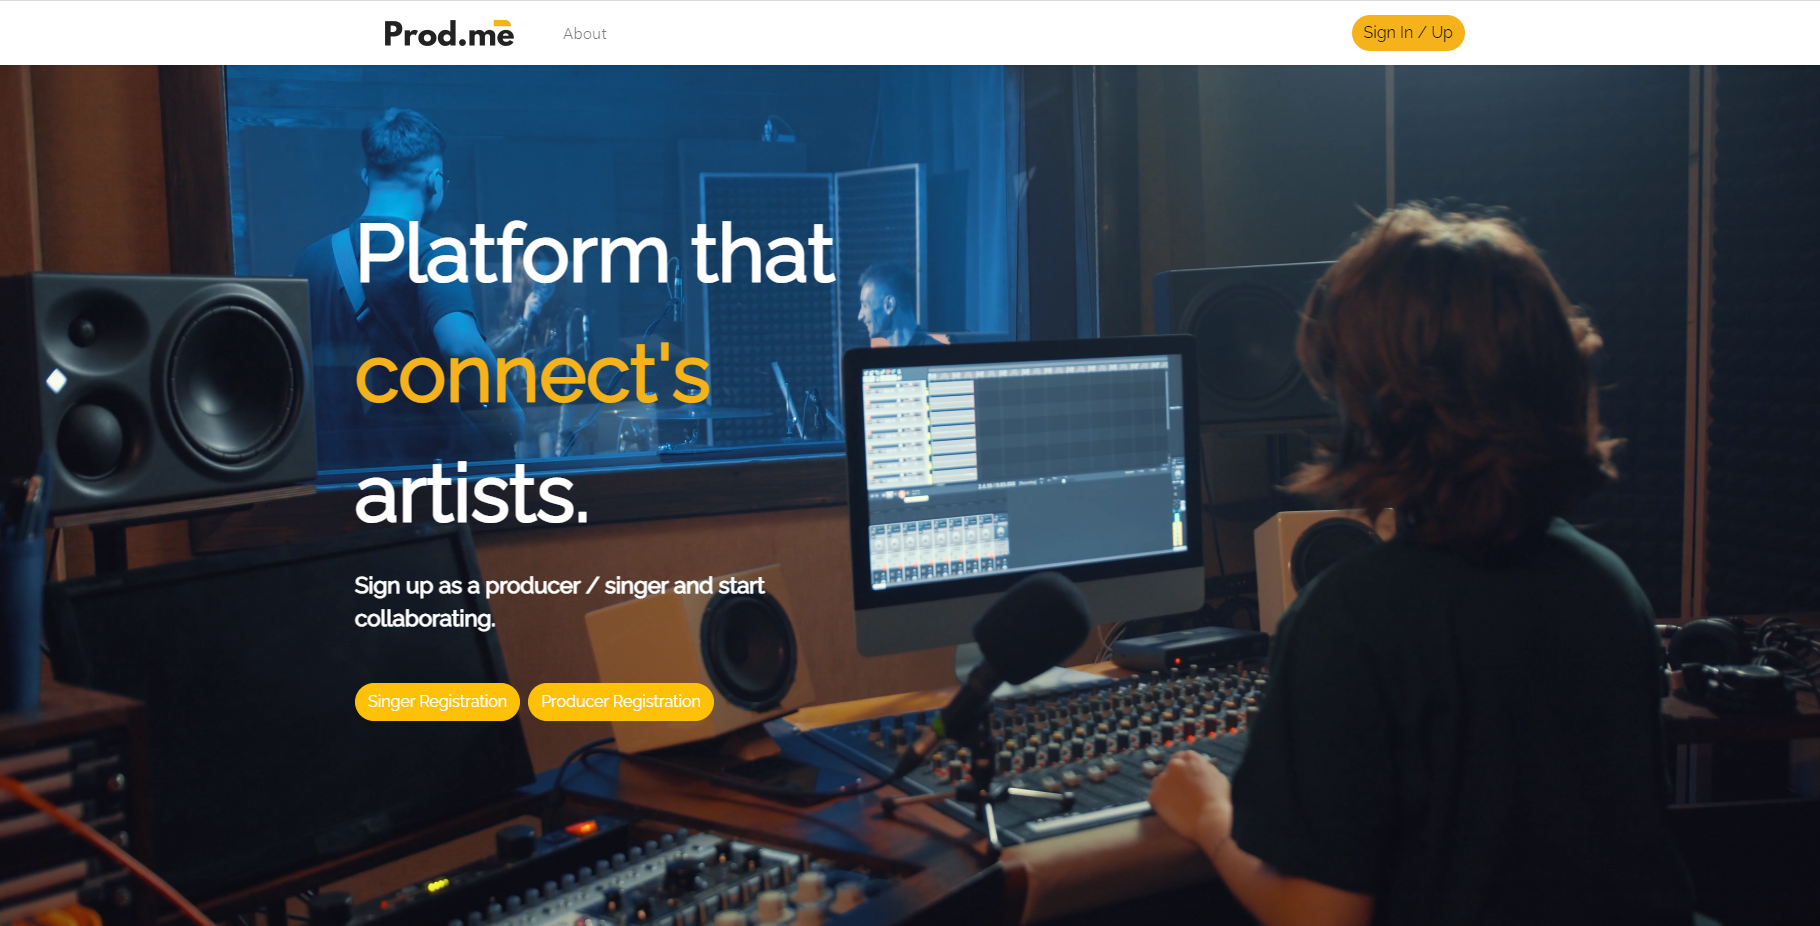 Prod.me
About
Sign In / Up
Platform that
connect's
artists.
Sign up as a producer / singer and start
collaborating.
Singer Registration
Producer Registration